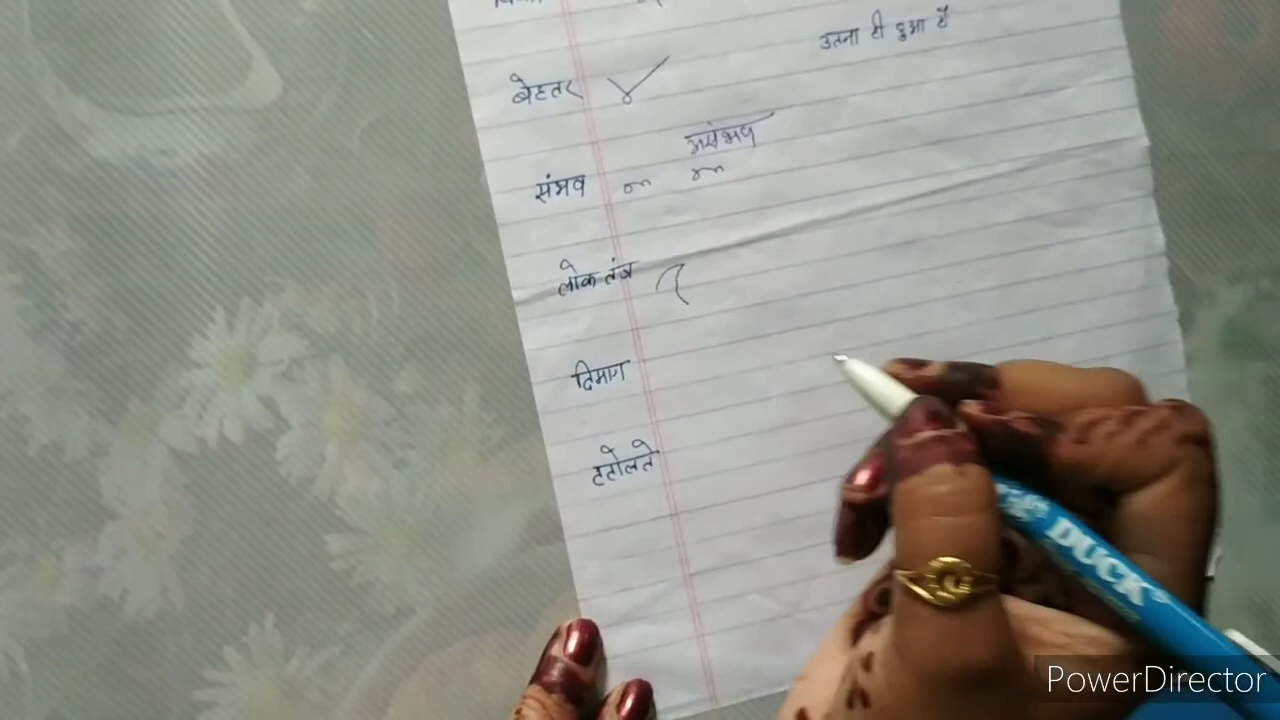 उतना ही हुआ है
बेहतर
असंभव
संभव
लोकतंत्र
दिमाग
टटोलते
DUCK
PowerDirector